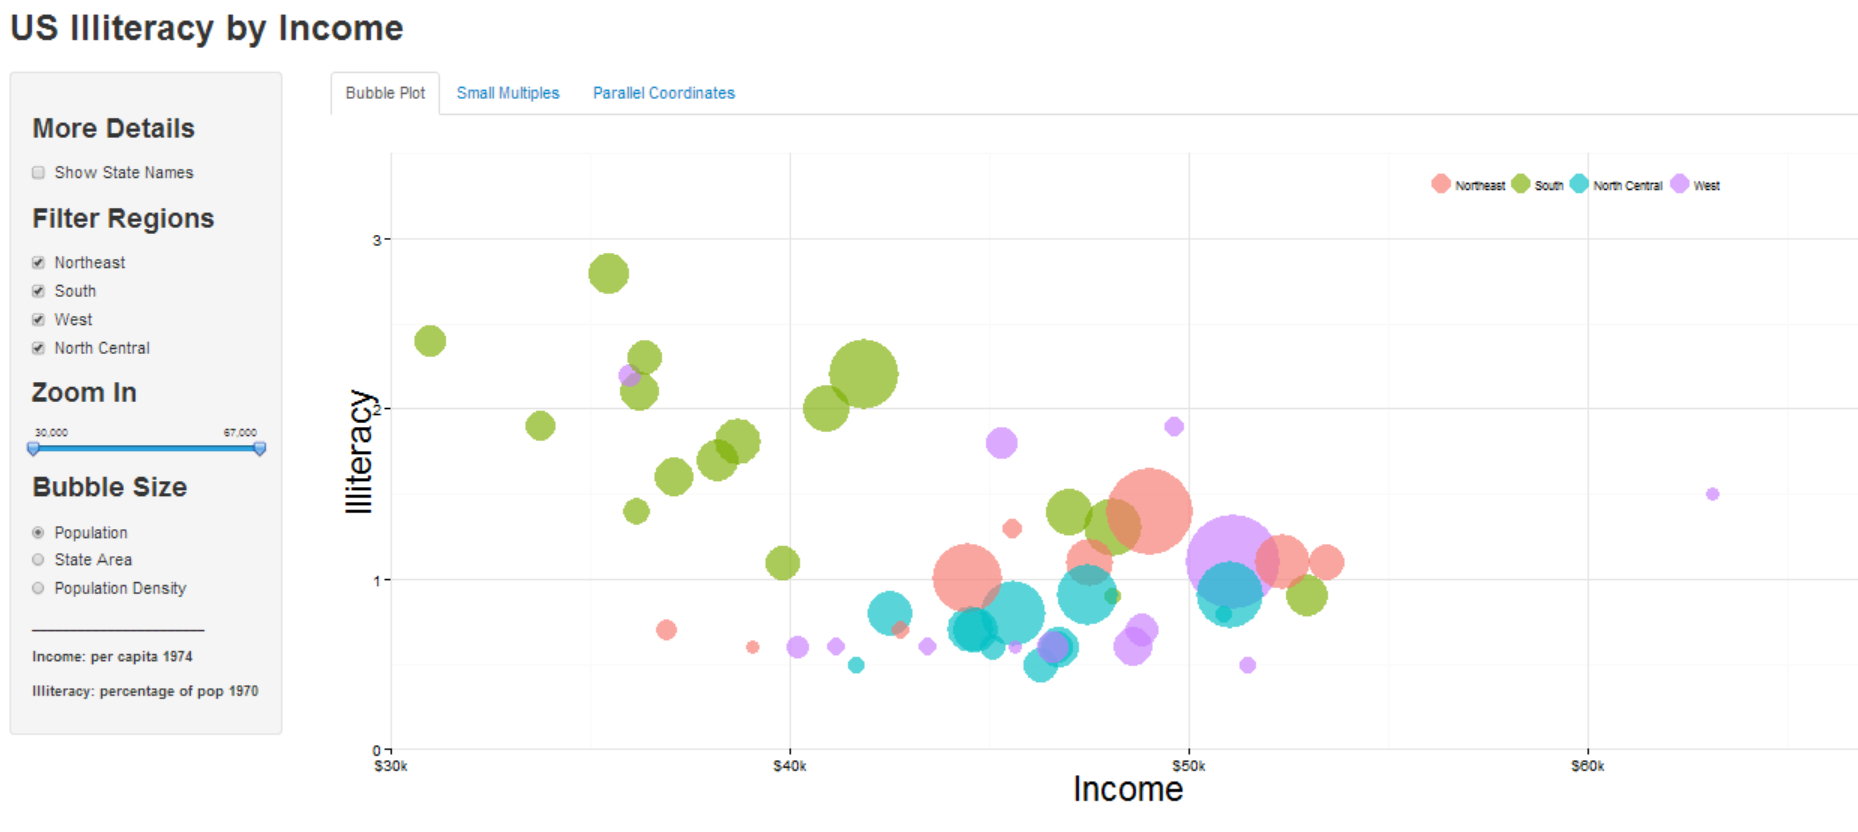 US Illiteracy by Income
More Details
Show State Names
Filter Regions
Northeast
South
West
North Central
Zoom In
30,000 67,000
Bubble Size
Population
State Area
Population Density
Income: per capita 1974
Illiteracy: percentage of pop 1970
Bubble Plot Small Multiples Parallel Coordinates
Northeast South North Central West
Illiteracy
3
2
1
0
$30k $40k $50k $60k
Income